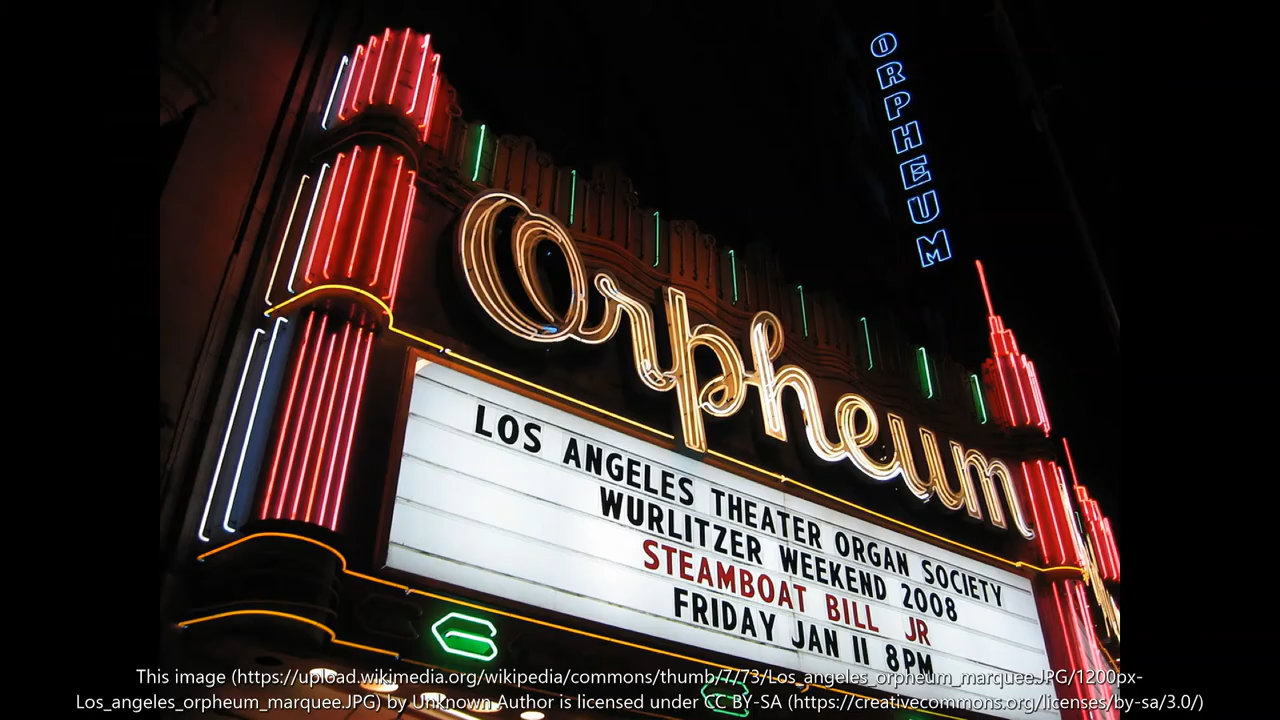 ORPHEUM
Orpheum
LOS ANGELES THEATER ORGAN SOCIETY
WURLITZER WEEKEND 2008
STEAMBOAT BILL JR
FRIDAY JAN 11 8PM
This image (https://upload.wikimedia.org/wikipedia/commons/thumb/7/73/Los_angeles_orpheum_marquee.JPG/1200px-
Los_angeles_orpheum_marquee.JPG) by Unknown Author is licensed under CC BY-SA (https://creativecommons.org/licenses/by-sa/3.0/)